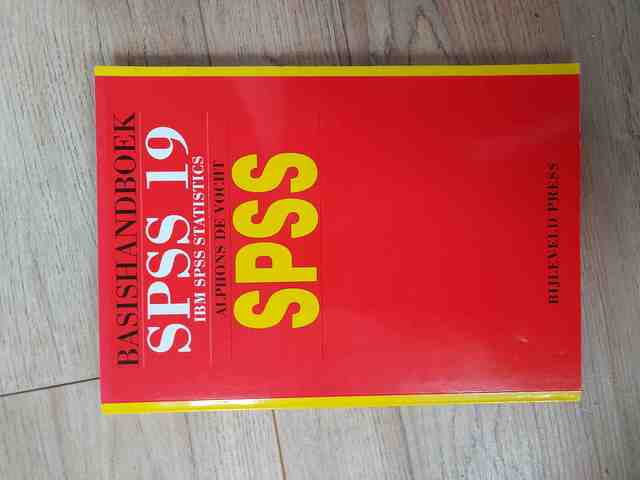 BASISHANDBOEK
SPSS 19
IBM SPSS STATISTICS
ALPHONS DE VOCHT
SPSS
BIJLEVELD PRESS